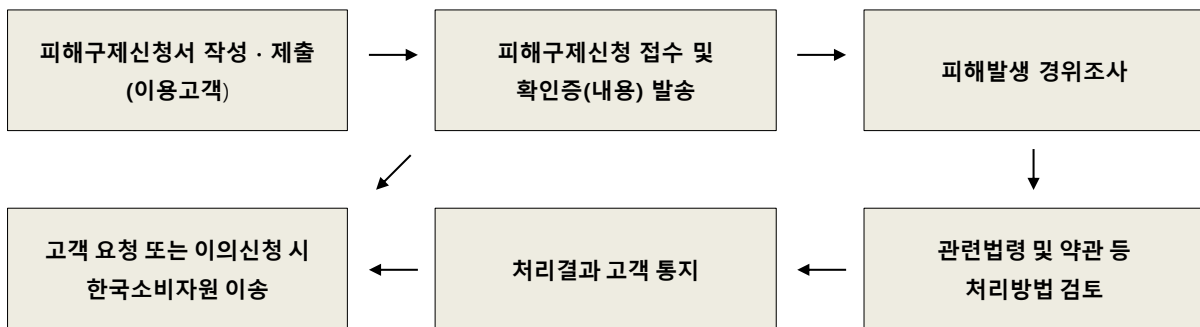 피해구제신청서 작성 · 제출
(이용고객)
피해구제신청 접수 및
확인증(내용) 발송
피해발생 경위조사
고객 요청 또는 이의신청 시
한국소비자원 이송
처리결과 고객 통지
관련법령 및 약관 등
처리방법 검토